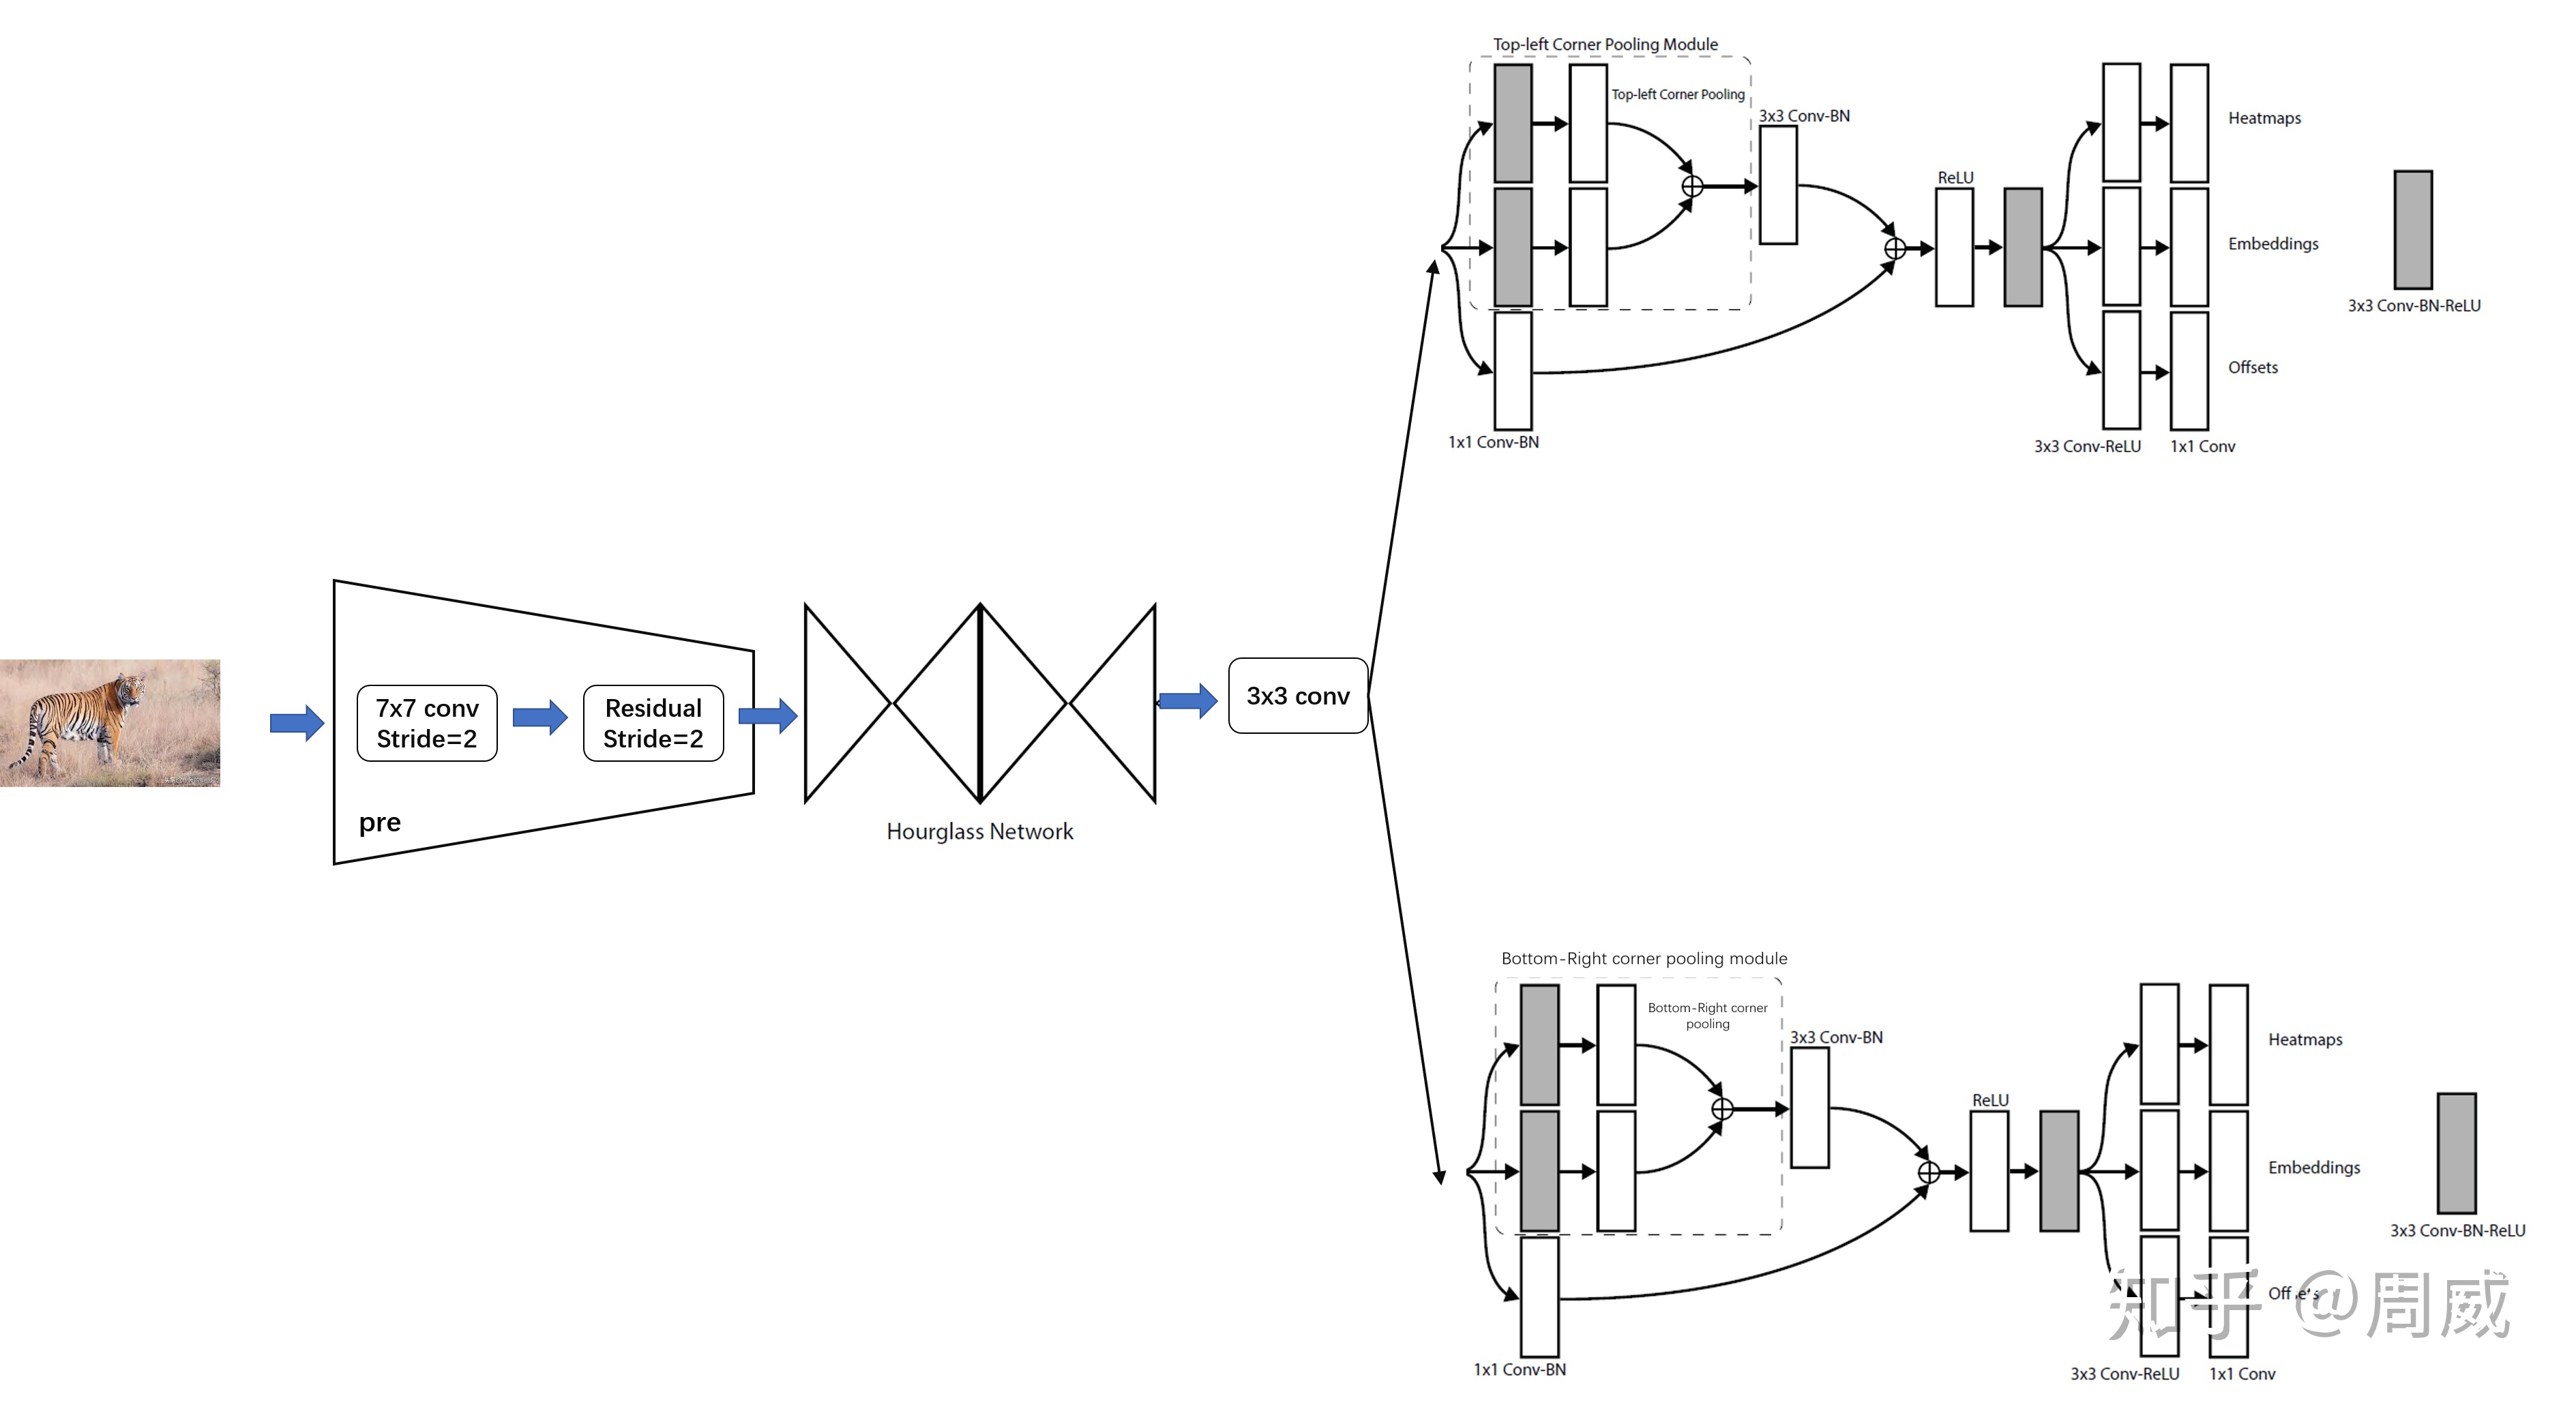 Top-left Corner Pooling Module
Top-left Corner Pooling
3x3 Conv-BN
ReLU
Heatmaps
Embeddings
Offsets
3x3 Conv-BN-ReLU
1x1 Conv-BN
3x3 Conv-ReLU
1x1 Conv
7x7 conv
Stride=2
Residual
Stride=2
pre
Hourglass Network
3x3 conv
Bottom-Right corner pooling module
Bottom-Right corner
pooling
3x3 Conv-BN
ReLU
Heatmaps
Embeddings
Offsets
3x3 Conv-BN-ReLU
1x1 Conv-BN
3x3 Conv-ReLU
1x1 Conv
知乎 @周威